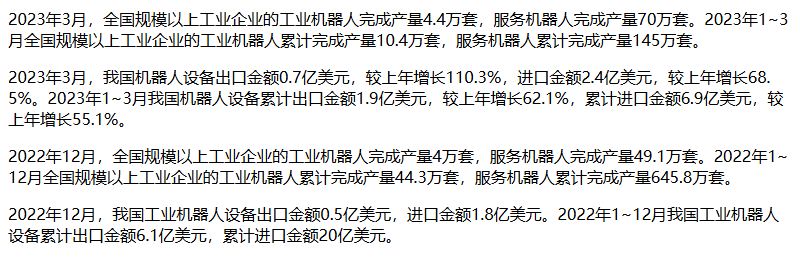 2023年3月，全国规模以上工业企业的工业机器人完成产量4.4万套，服务机器人完成产量70万套。2023年1~3
月全国规模以上工业企业的工业机器人累计完成产量10.4万套，服务机器人累计完成产量145万套。
2023年3月，我国机器人设备出口金额0.7亿美元，较上年增长110.3%，进口金额2.4亿美元，较上年增长68.
5%。2023年1~3月我国机器人设备累计出口金额1.9亿美元，较上年增长62.1%，累计进口金额6.9亿美元，较
上年增长55.1%。
2022年12月，全国规模以上工业企业的工业机器人完成产量4万套，服务机器人完成产量49.1万套。2022年1~
12月全国规模以上工业企业的工业机器人累计完成产量44.3万套，服务机器人累计完成产量645.8万套。
2022年12月，我国工业机器人设备出口金额0.5亿美元，进口金额1.8亿美元。2022年1~12月我国工业机器人
设备累计出口金额6.1亿美元，累计进口金额20亿美元。